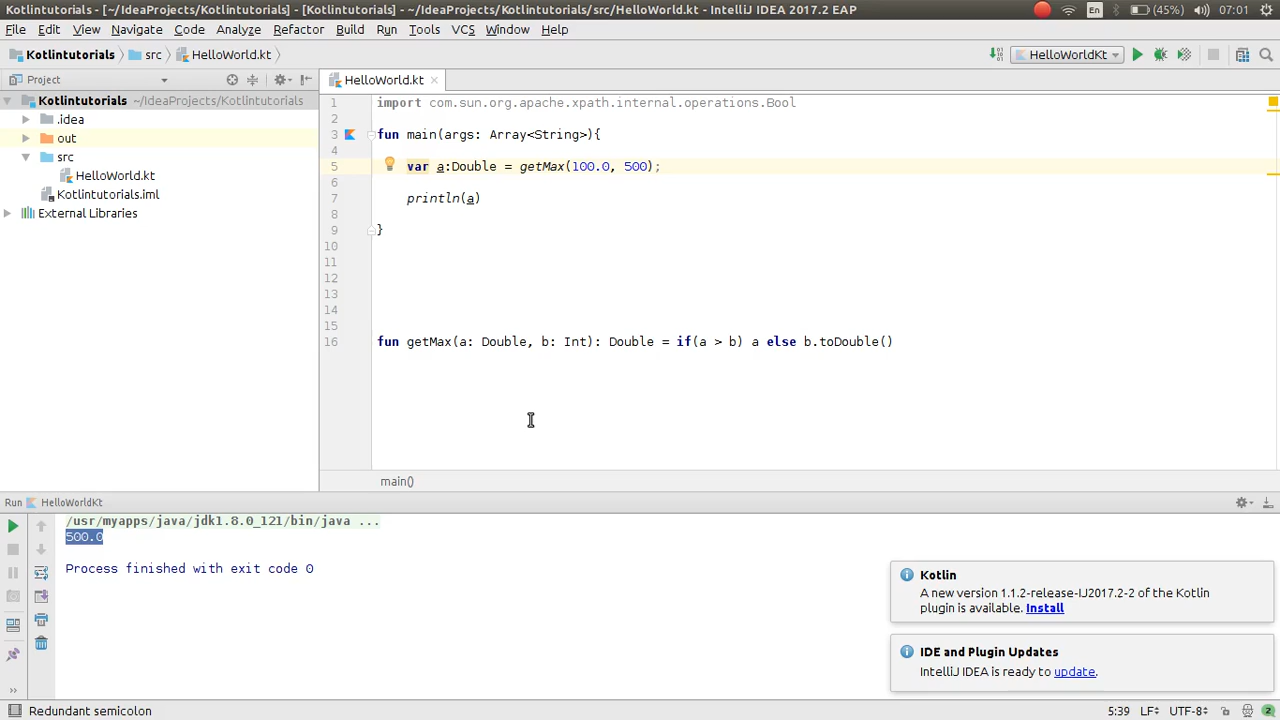 Kotlintutorials - [~/IdeaProjects/Kotlintutorials] - [Kotlintutorials] - ~/IdeaProjects/Kotlintutorials/src/HelloWorld.kt - IntelliJ IDEA 2017.2 EAP
En (45%) 07:01
File Edit View Navigate Code Analyze Refactor Build Run Tools VCS Window Help
Kotlintutorials src HelloWorld.kt HelloWorldKt
Project HelloWorld.kt
Kotlintutorials ~/IdeaProjects/Kotlintutorials
.idea
out
src
HelloWorld.kt
Kotlintutorials.iml
External Libraries
1 import com.sun.org.apache.xpath.internal.operations.Bool
2
3 fun main(args: Array<String>){
4
5 var a:Double = getMax(100.0, 500);
6
7 println(a)
8
9 }
10
11
12
13
14
15
16 fun getMax(a: Double, b: Int): Double = if(a > b) a else b.toDouble()
main()
Run HelloWorldKt
/usr/myapps/java/jdk1.8.0_121/bin/java ...
500.0
Process finished with exit code 0
Kotlin
A new version 1.1.2-release-IJ2017.2-2 of the Kotlin
plugin is available. Install
IDE and Plugin Updates
IntelliJ IDEA is ready to update.
Redundant semicolon 5:39 LF UTF-8 2